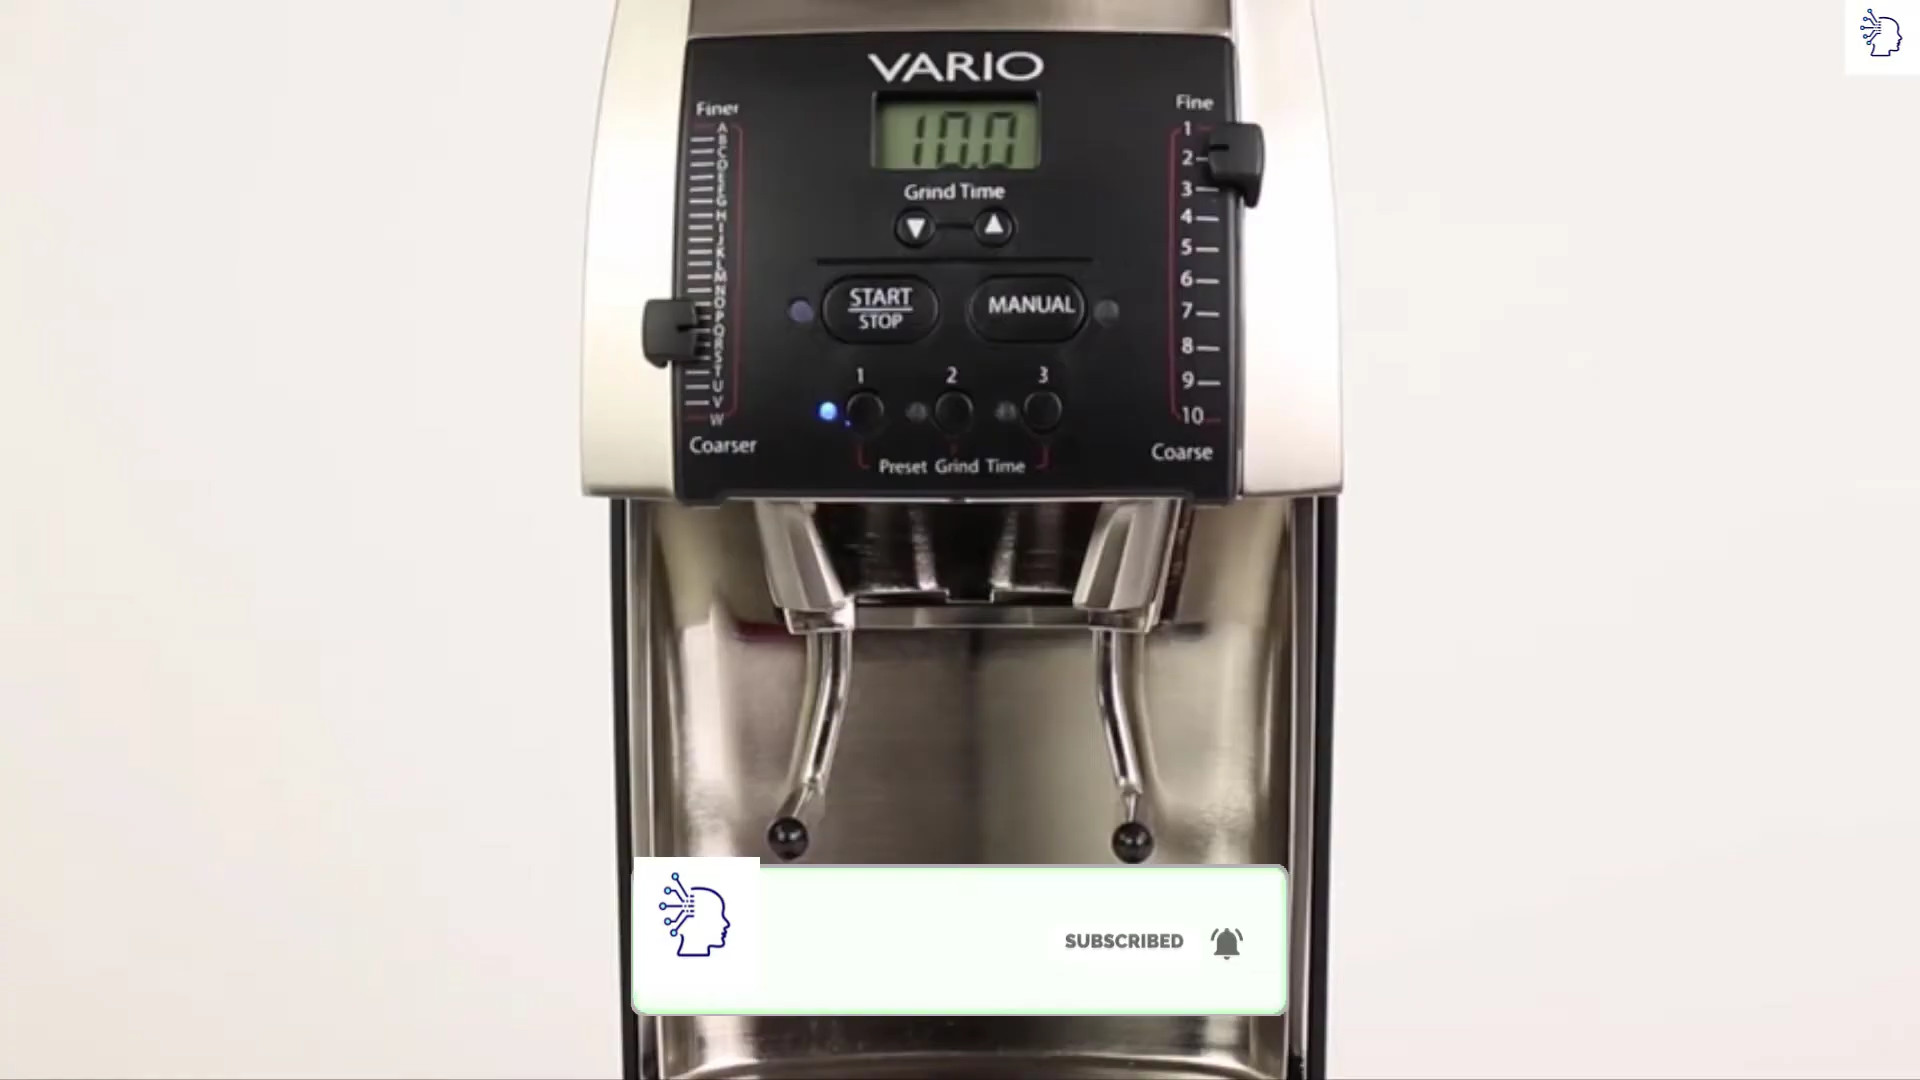 VARIO
10.0
Grind Time
Finer
A
B
C
D
E
F
G
H
I
J
K
L
M
N
O
P
Q
R
S
T
U
V
W
Coarser
Fine
1
2
3
4
5
6
7
8
9
10
Coarse
START
STOP
MANUAL
1 2 3
Preset Grind Time
SUBSCRIBED